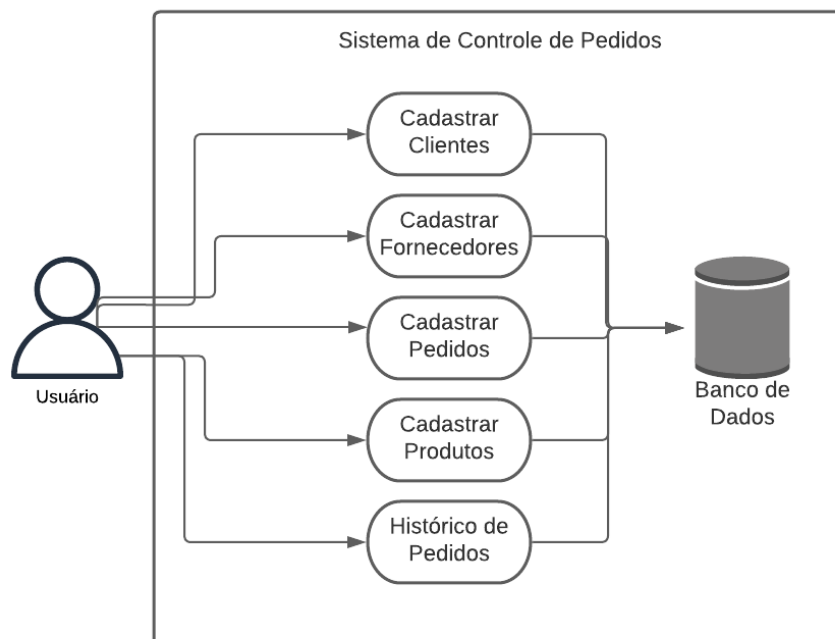 Sistema de Controle de Pedidos
Cadastrar
Clientes
Cadastrar
Fornecedores
Cadastrar
Pedidos
Cadastrar
Produtos
Histórico de
Pedidos
Usuário
Banco de
Dados